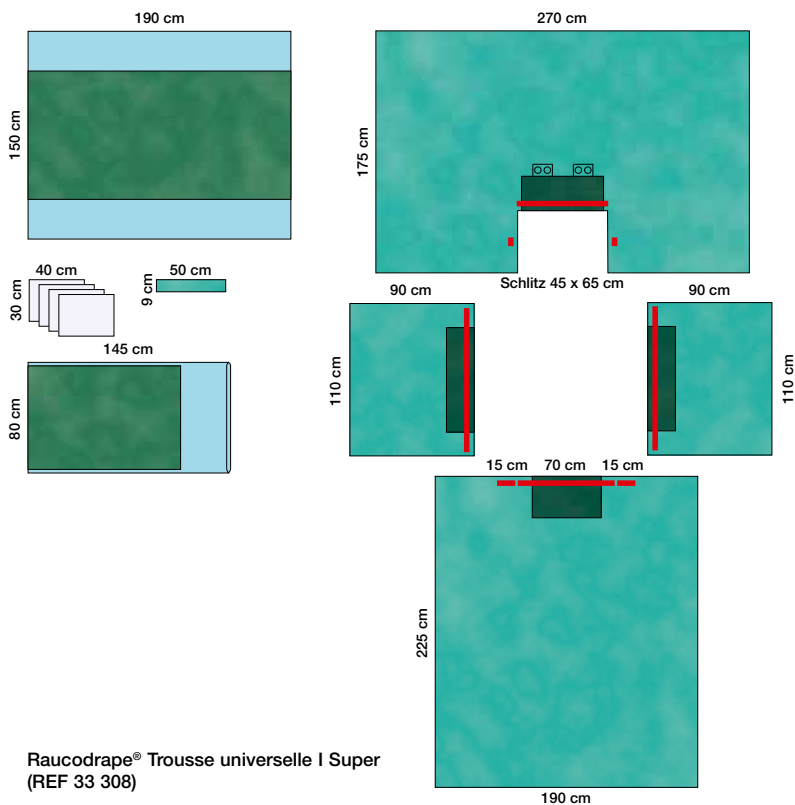 190 cm
150 cm
270 cm
175 cm
Schlitz 45 x 65 cm
40 cm
30 cm
50 cm
9 cm
145 cm
80 cm
90 cm
110 cm
90 cm
110 cm
15 cm 70 cm 15 cm
225 cm
190 cm
Raucodrape® Trousse universelle I Super
(REF 33 308)